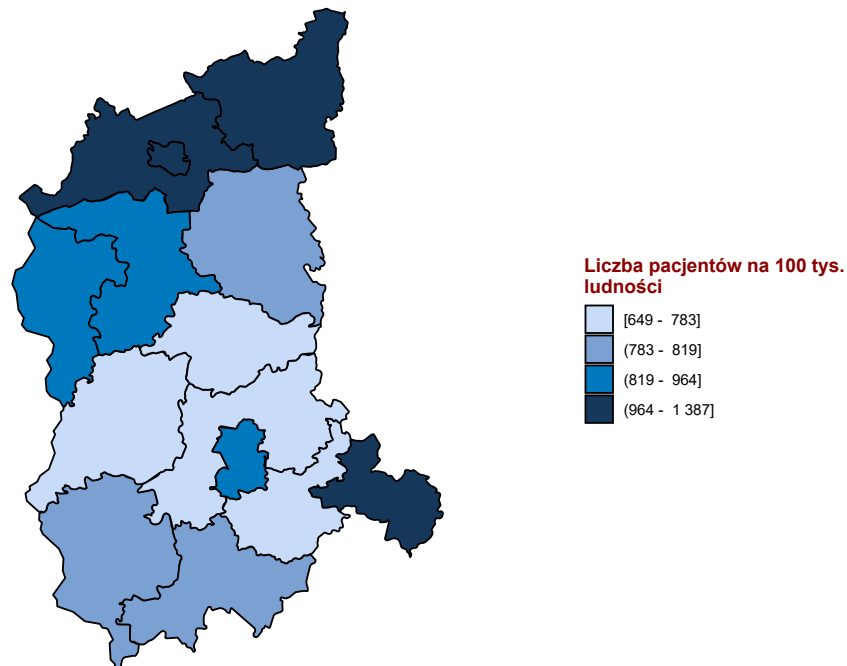 Liczba pacjentów na 100 tys.
ludności
[649 - 783]
(783 - 819]
(819 - 964]
(964 - 1 387]